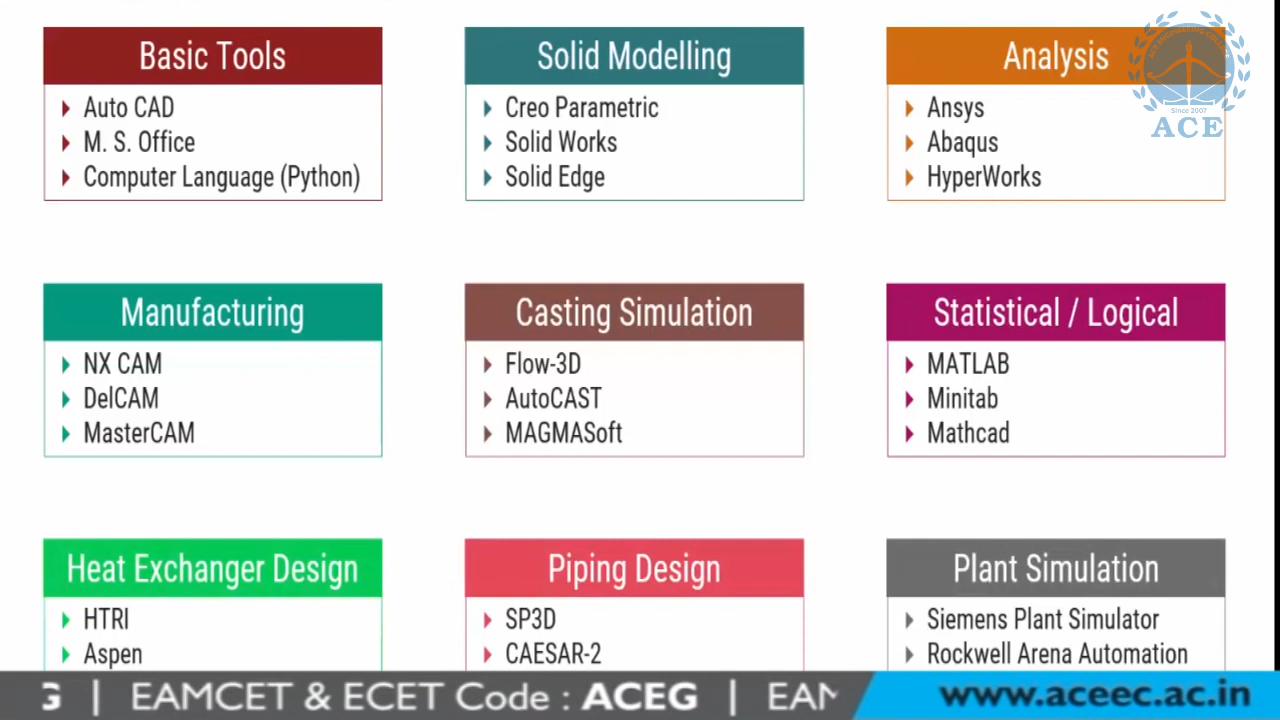 Basic Tools
Auto CAD
M. S. Office
Computer Language (Python)
Solid Modelling
Creo Parametric
Solid Works
Solid Edge
Analysis
Ansys
Abaqus
HyperWorks
Since 2007
ACE
Manufacturing
NX CAM
DelCAM
MasterCAM
Casting Simulation
Flow-3D
AutoCAST
MAGMASoft
Statistical / Logical
MATLAB
Minitab
Mathcad
Heat Exchanger Design
HTRI
Aspen
Piping Design
SP3D
CAESAR-2
Plant Simulation
Siemens Plant Simulator
Rockwell Arena Automation
G | EAMCET & ECET Code : ACEG | EAM
www.aceec.ac.in